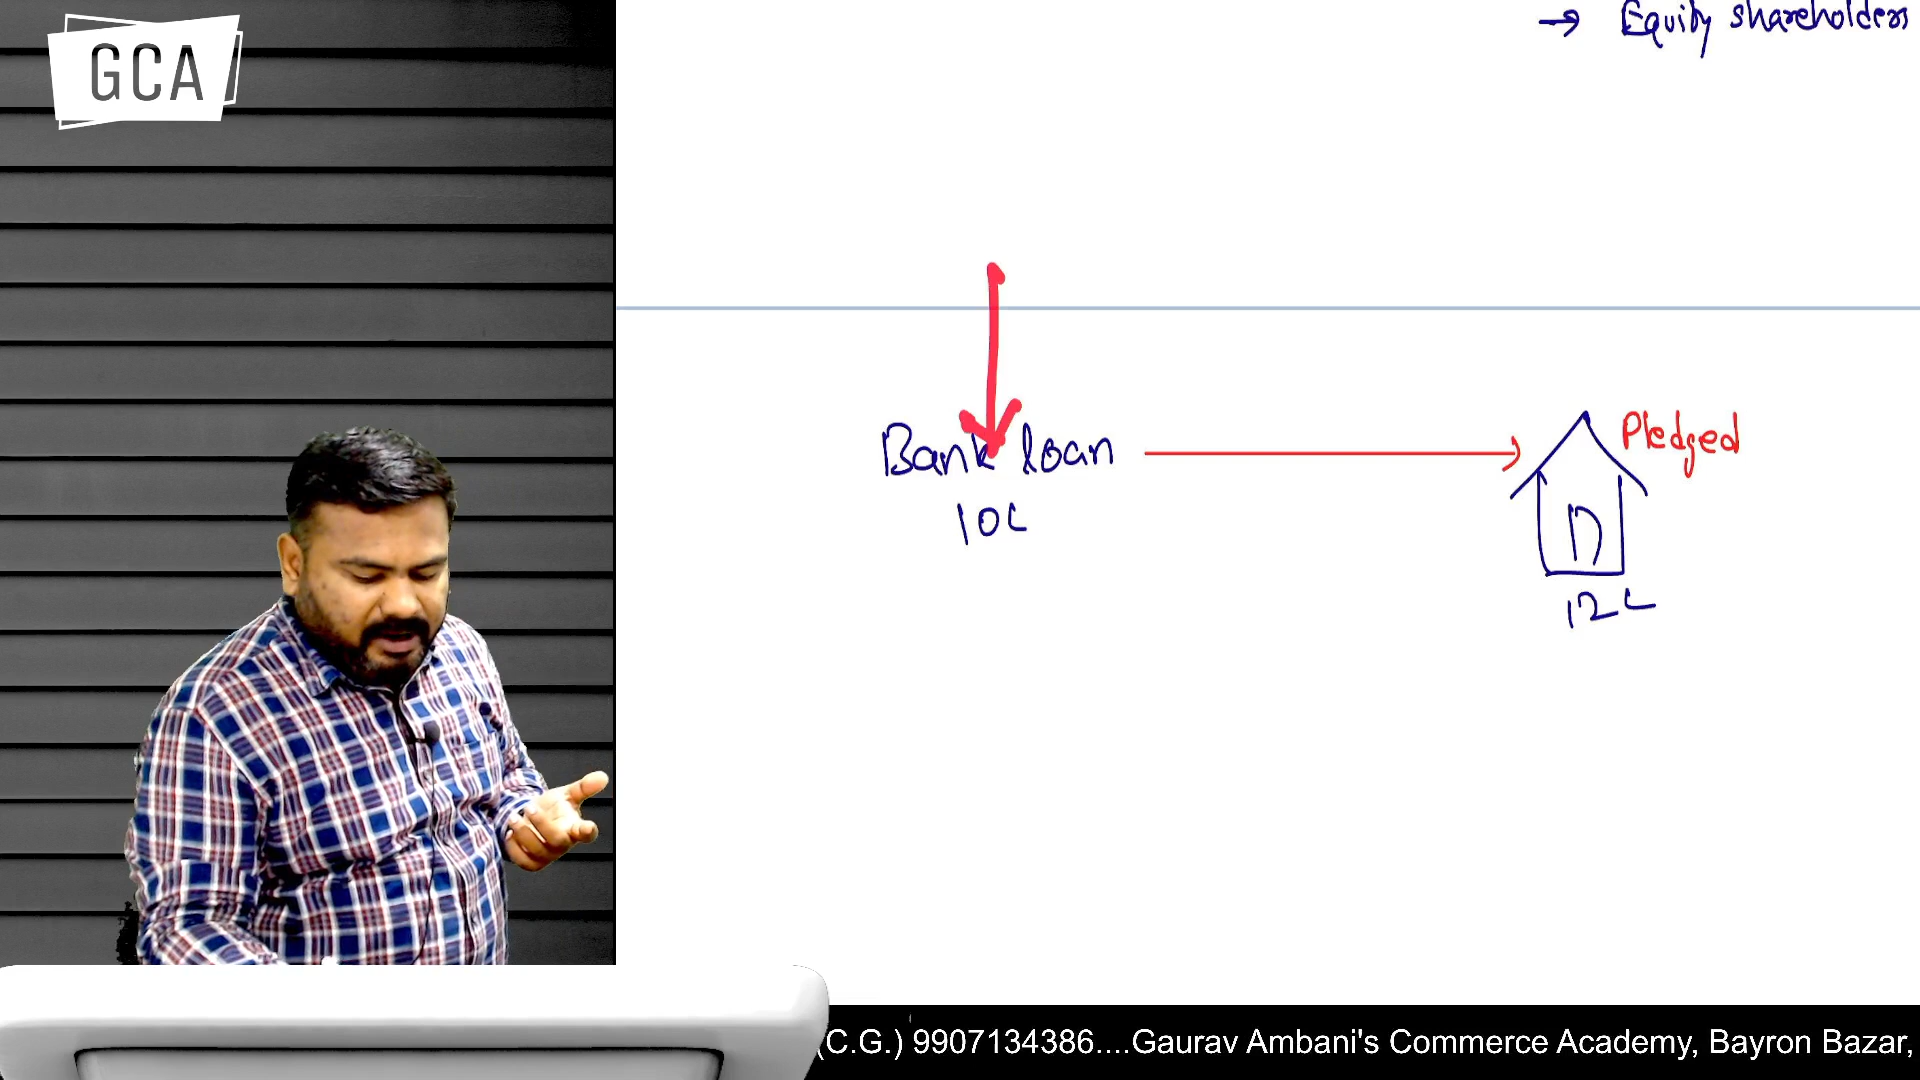 GCA
→ Equity shareholders
Bank loan
10L
Pledged
12L
(C.G.) 9907134386....Gaurav Ambani's Commerce Academy, Bayron Bazar,